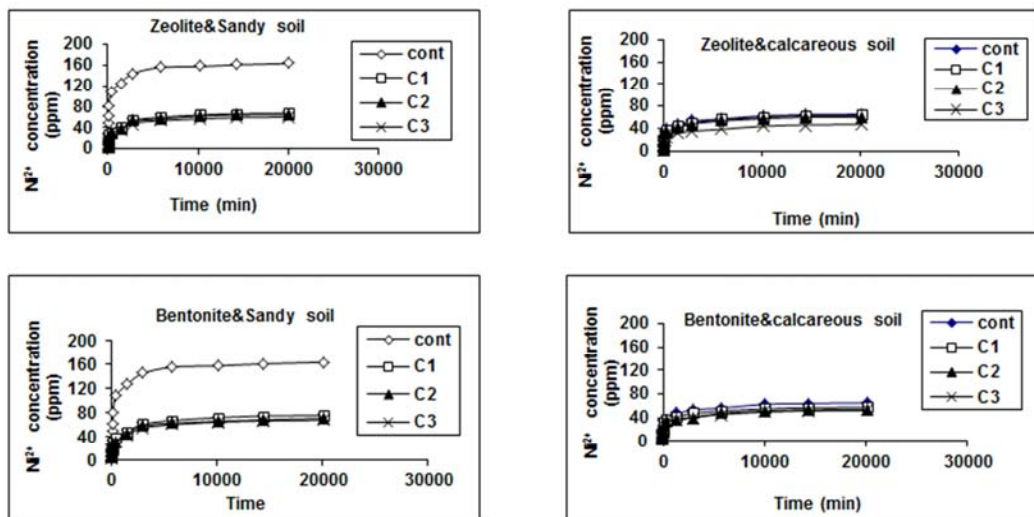 Zeolite&Sandy soil
Ni²⁺ concentration
(ppm)
200
160
120
80
40
0
0 10000 20000 30000
Time (min)
cont
C1
C2
C3
Zeolite&calcareous soil
Ni²⁺ concentration
(ppm)
200
160
120
80
40
0
0 10000 20000 30000
Time (min)
cont
C1
C2
C3
Bentonite&Sandy soil
Ni²⁺ concentration
(ppm)
200
160
120
80
40
0
0 10000 20000 30000
Time
cont
C1
C2
C3
Bentonite&calcareous soil
Ni²⁺ concentration
(ppm)
200
160
120
80
40
0
0 10000 20000 30000
Time (min)
cont
C1
C2
C3